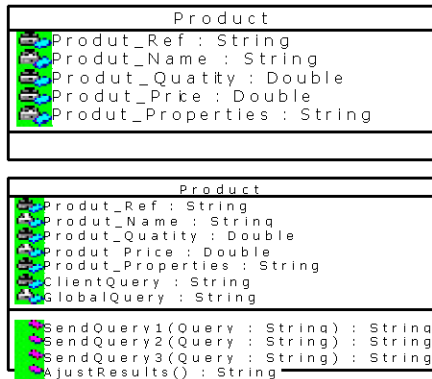 Product
Produt_Ref : String
Produt_Name : String
Produt_Quatity : Double
Produt_Price : Double
Produt_Properties : String
Product
Produt_Ref : String
Produt_Name : String
Produt_Quatity : Double
Produt_Price : Double
Produt_Properties : String
ClientQuery : String
GlobalQuery : String
SendQuery1(Query : String) : String
SendQuery2(Query : String) : String
SendQuery3(Query : String) : String
AjustResults() : String